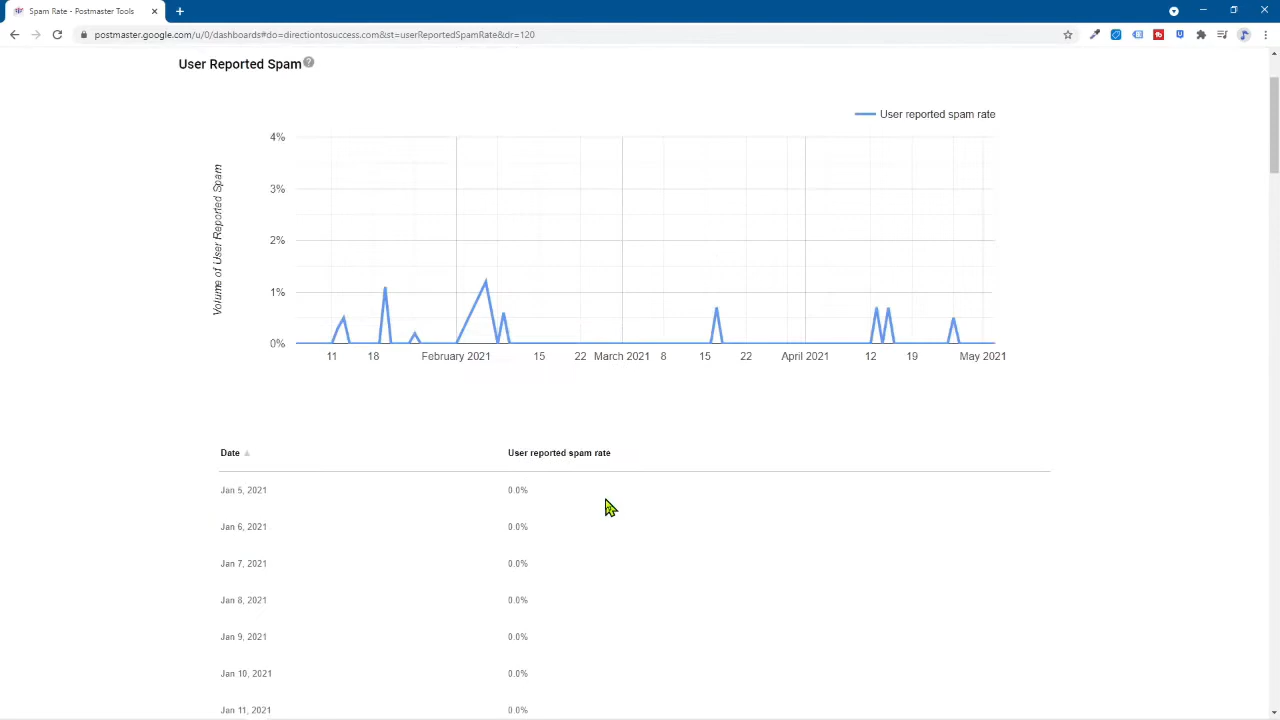 Spam Rate - Postmaster Tools
postmaster.google.com/u/0/dashboards#do=directiontosuccess.com&st=userReportedSpamRate&dr=120
User Reported Spam
User reported spam rate
Volume of User Reported Spam
4%
3%
2%
1%
0%
11 18 February 2021 15 22 March 2021 8 15 22 April 2021 12 19 May 2021
Date User reported spam rate
Jan 5, 2021 0.0%
Jan 6, 2021 0.0%
Jan 7, 2021 0.0%
Jan 8, 2021 0.0%
Jan 9, 2021 0.0%
Jan 10, 2021 0.0%
Jan 11, 2021 0.0%